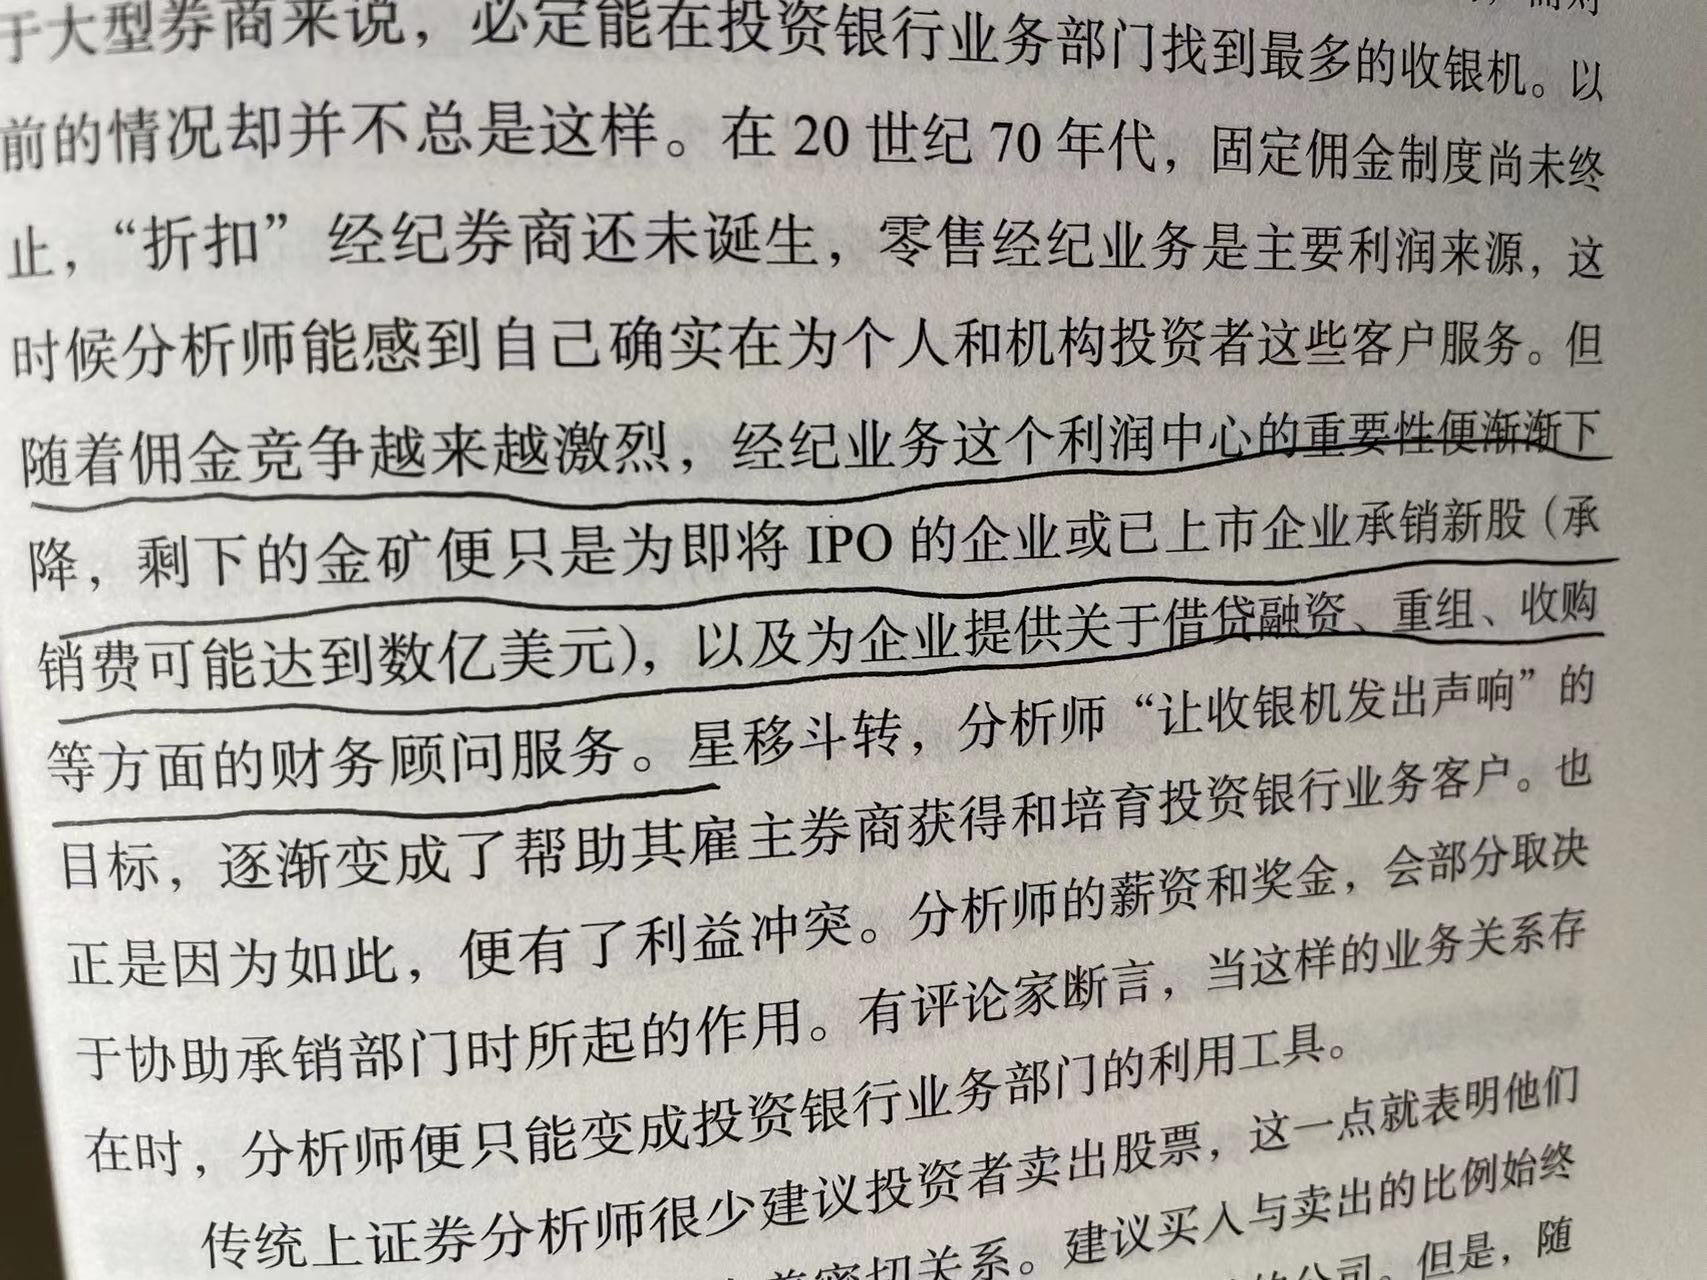 于大型券商来说，必定能在投资银行业务部门找到最多的收银机。以
前的情况却并不总是这样。在 20 世纪 70 年代，固定佣金制度尚未终
止，“折扣”经纪券商还未诞生，零售经纪业务是主要利润来源，这
时候分析师能感到自己确实在为个人和机构投资者这些客户服务。但
随着佣金竞争越来越激烈，经纪业务这个利润中心的重要性便渐渐下
降，剩下的金矿便只是为即将 IPO 的企业或已上市企业承销新股（承
销费可能达到数亿美元），以及为企业提供关于借贷融资、重组、收购
等方面的财务顾问服务。星移斗转，分析师“让收银机发出声响”的
目标，逐渐变成了帮助其雇主券商获得和培育投资银行业务客户。也
正是因为如此，便有了利益冲突。分析师的薪资和奖金，会部分取决
于协助承销部门时所起的作用。有评论家断言，当这样的业务关系存
在时，分析师便只能变成投资银行业务部门的利用工具。
传统上证券分析师很少建议投资者卖出股票，这一点就表明他们
密切关系。建议买入与卖出的比例始终
公司。但是，随